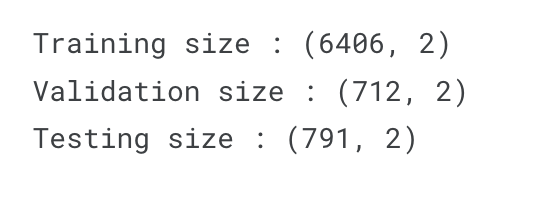 Training size : (6406, 2)
Validation size : (712, 2)
Testing size : (791, 2)